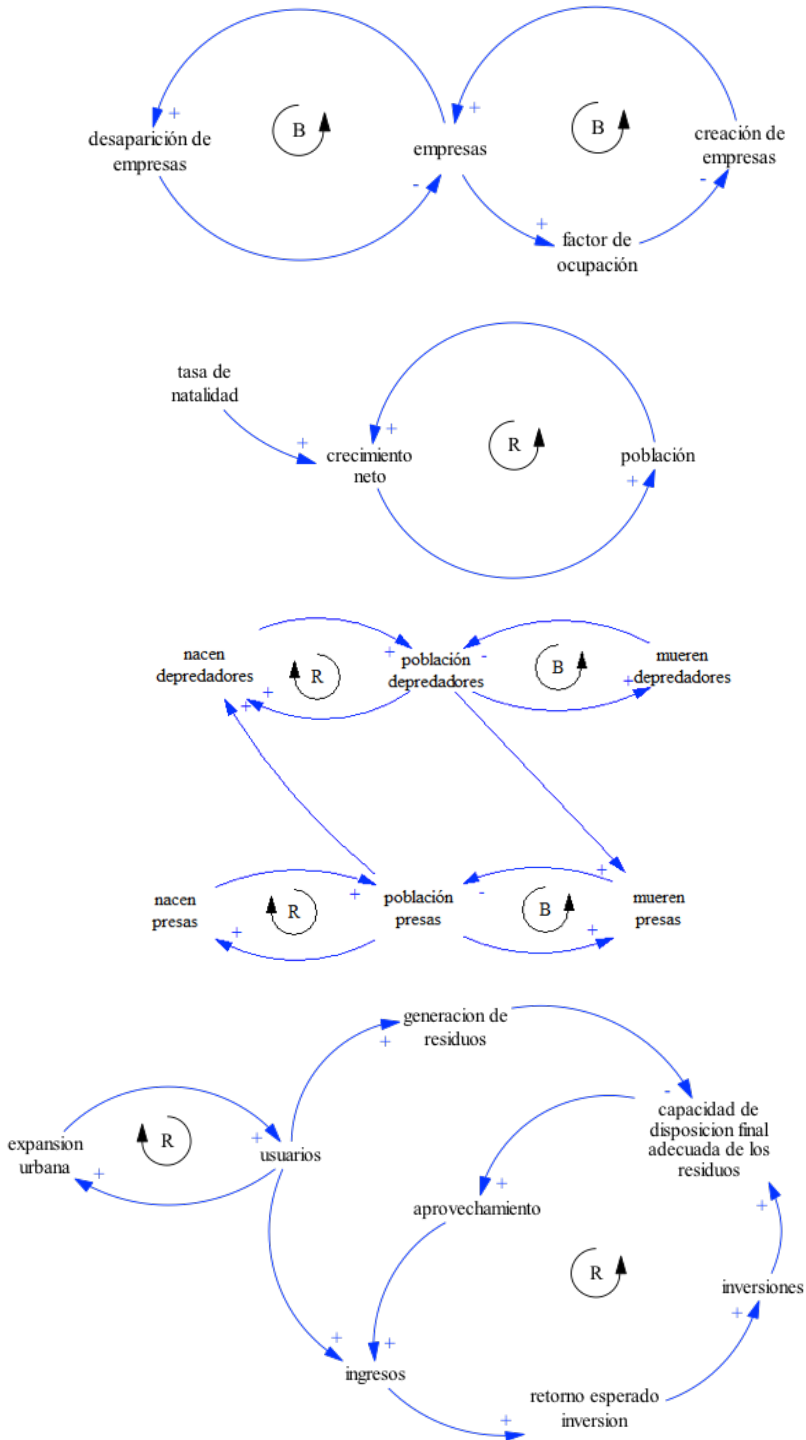 +
B
desaparición de
empresas
-
empresas
+
B
creación de
empresas
-
+
factor de
ocupación
tasa de
natalidad
+
+
crecimiento
neto
R
población
+
nacen
depredadores
+
+
R
+
población
depredadores
-
B
mueren
depredadores
+
nacen
presas
+
R
+
población
presas
-
B
+
mueren
presas
+
generacion de
residuos
+
-
capacidad de
disposicion final
adecuada de los
residuos
expansion
urbana
+
R
+
usuarios
+
aprovechamiento
+
R
inversiones
+
+
+
ingresos
retorno esperado
inversion
+